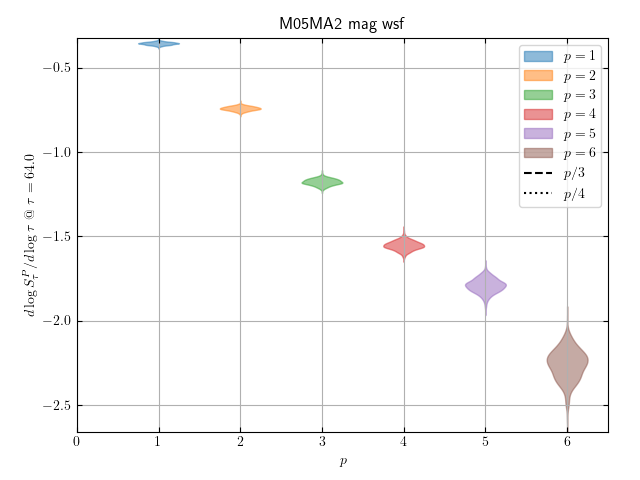 M05MA2 mag wsf
d log S_τ^P / d log τ @ τ = 64.0
−0.5
−1.0
−1.5
−2.0
−2.5
p = 1
p = 2
p = 3
p = 4
p = 5
p = 6
p/3
p/4
0
1
2
3
4
5
6
p